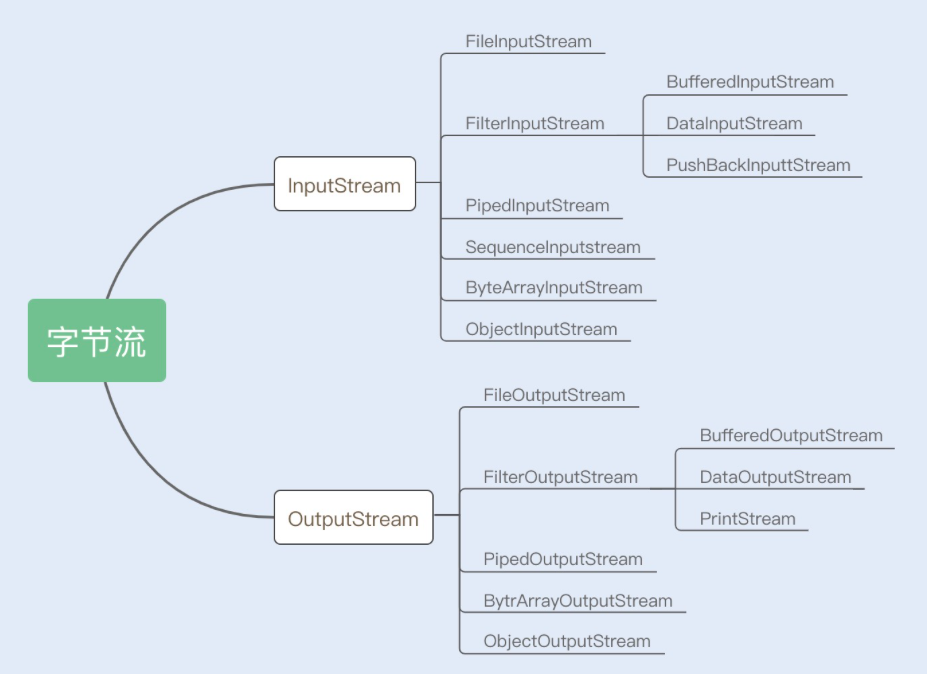 字节流
InputStream
FileInputStream
FilterInputStream
BufferedInputStream
DataInputStream
PushBackInputtStream
PipedInputStream
SequenceInputstream
ByteArrayInputStream
ObjectInputStream
OutputStream
FileOutputStream
FilterOutputStream
BufferedOutputStream
DataOutputStream
PrintStream
PipedOutputStream
BytrArrayOutputStream
ObjectOutputStream